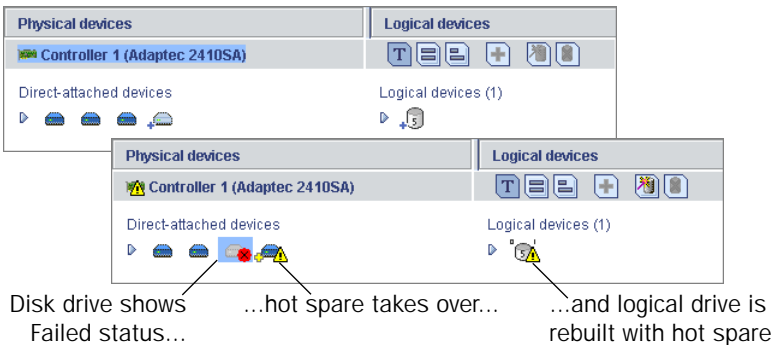 Physical devices
Logical devices
Controller 1 (Adaptec 2410SA)
T
Direct-attached devices
Logical devices (1)
5
Physical devices
Logical devices
Controller 1 (Adaptec 2410SA)
T
Direct-attached devices
Logical devices (1)
5
Disk drive shows
Failed status...
...hot spare takes over...
...and logical drive is
rebuilt with hot spare